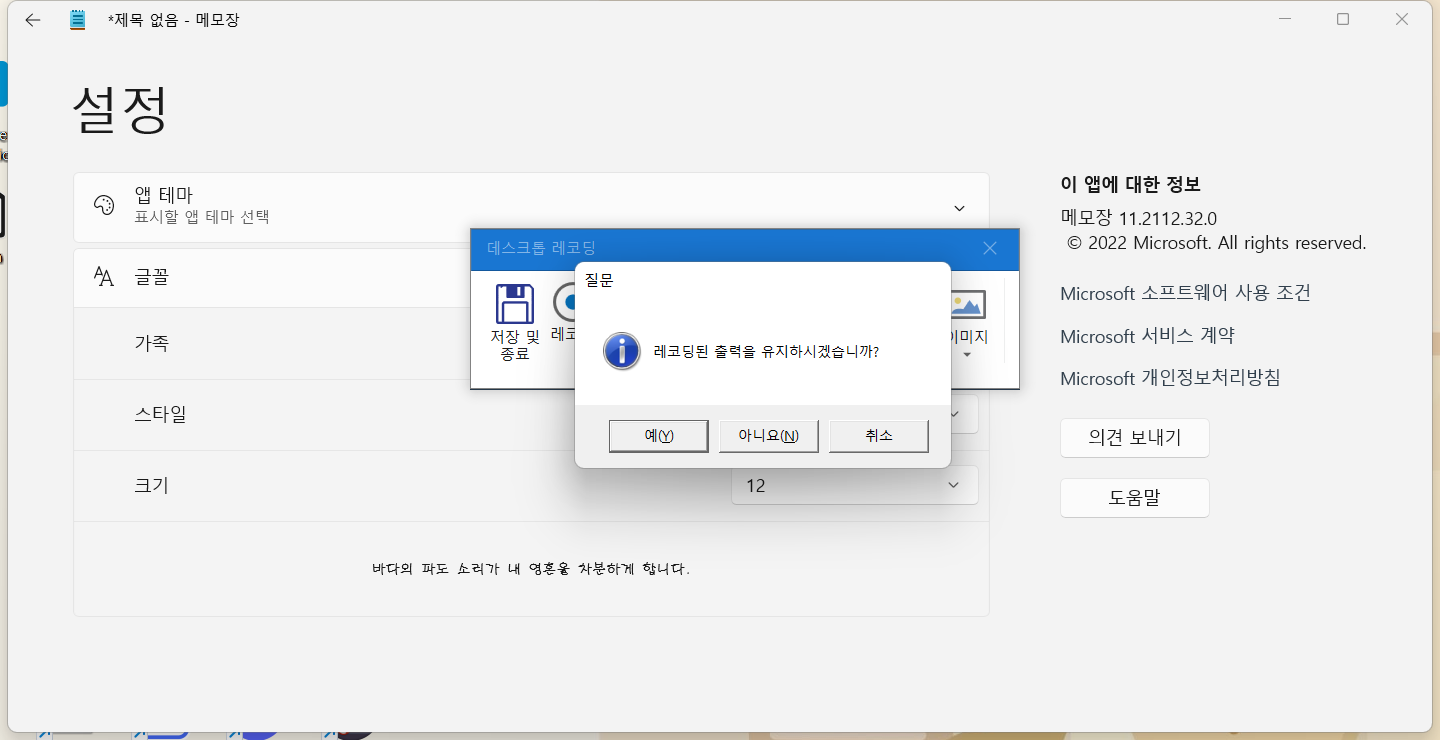 *제목 없음 - 메모장
설정
앱 테마
표시할 앱 테마 선택
글꼴
가족
스타일
크기
12
바다의 파도 소리가 내 영혼을 차분하게 합니다.
데스크톱 레코딩
저장 및
종료
레코
이미지
질문
레코딩된 출력을 유지하시겠습니까?
예(Y)
아니요(N)
취소
이 앱에 대한 정보
메모장 11.2112.32.0
© 2022 Microsoft. All rights reserved.
Microsoft 소프트웨어 사용 조건
Microsoft 서비스 계약
Microsoft 개인정보처리방침
의견 보내기
도움말